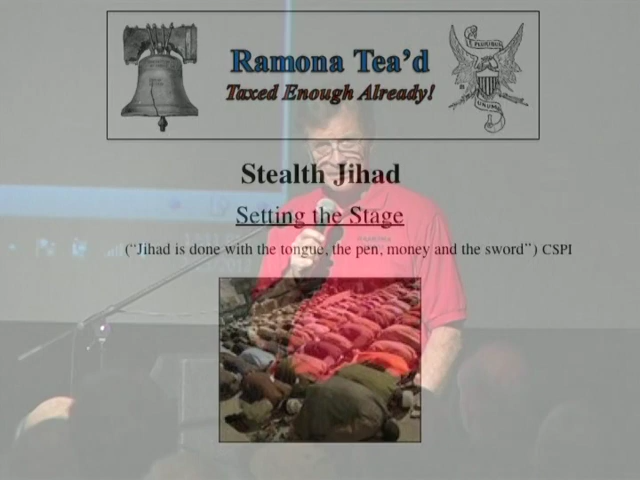 Ramona Tea'd
Taxed Enough Already!
Stealth Jihad
Setting the Stage
("Jihad is done with the tongue, the pen, money and the sword") CSPI